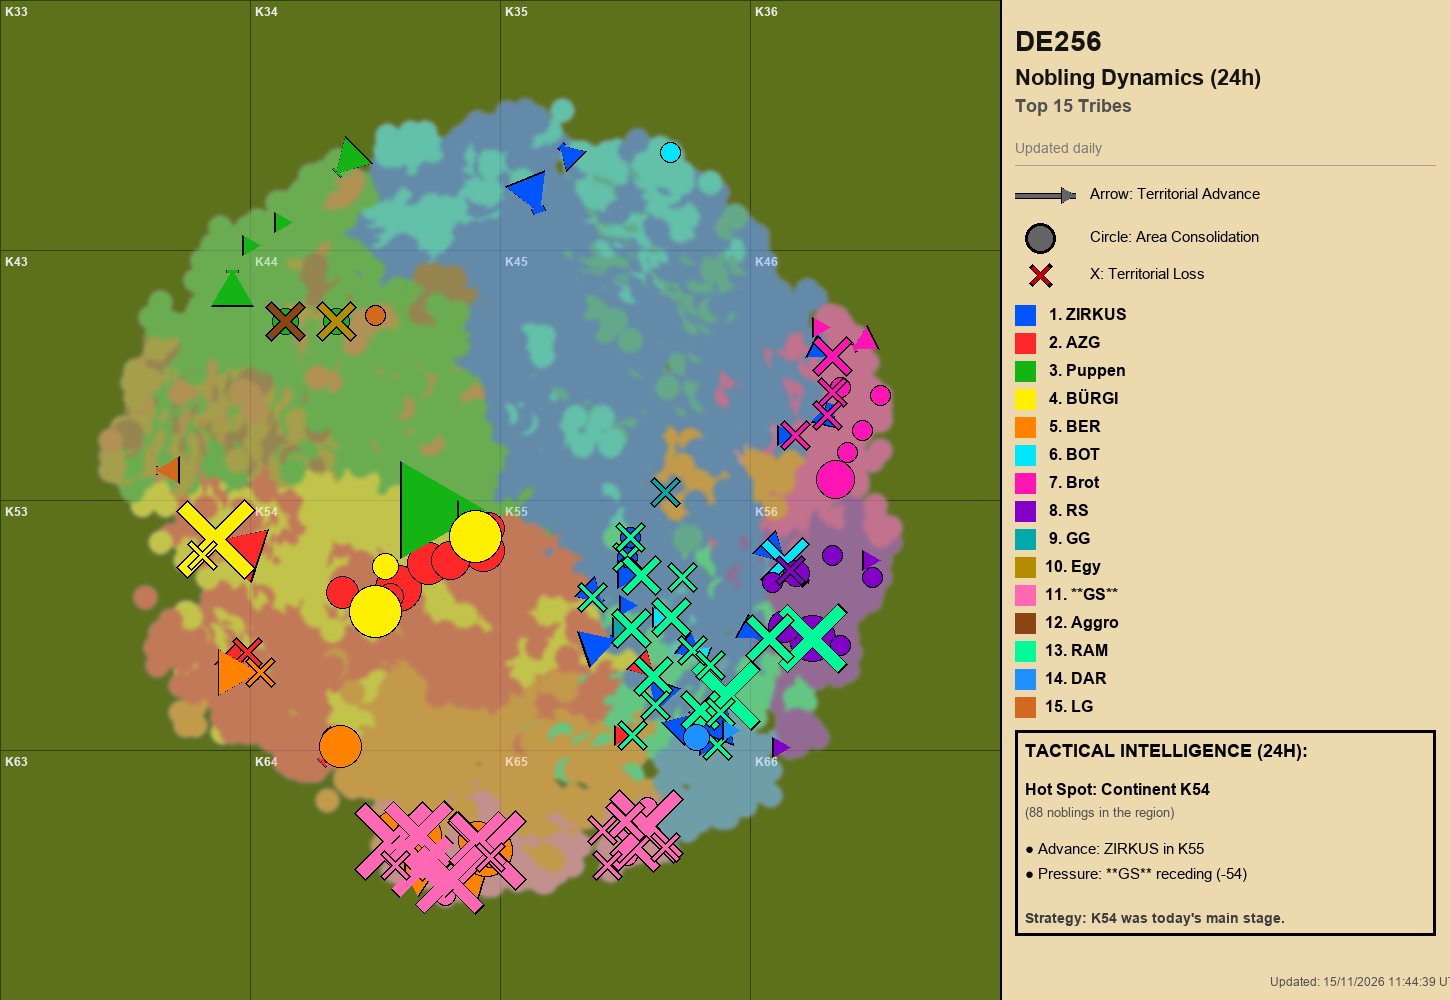 K33
K34
K35
K36
K43
K44
K45
K46
K53
K54
K55
K56
K63
K64
K65
K66
DE256
Nobling Dynamics (24h)
Top 15 Tribes
Updated daily
Arrow: Territorial Advance
Circle: Area Consolidation
X: Territorial Loss
1. ZIRKUS
2. AZG
3. Puppen
4. BÜRGI
5. BER
6. BOT
7. Brot
8. RS
9. GG
10. Egy
11. **GS**
12. Aggro
13. RAM
14. DAR
15. LG
TACTICAL INTELLIGENCE (24H):
Hot Spot: Continent K54
(88 noblings in the region)
● Advance: ZIRKUS in K55
● Pressure: **GS** receding (-54)
Strategy: K54 was today's main stage.
Updated: 15/11/2026 11:44:39